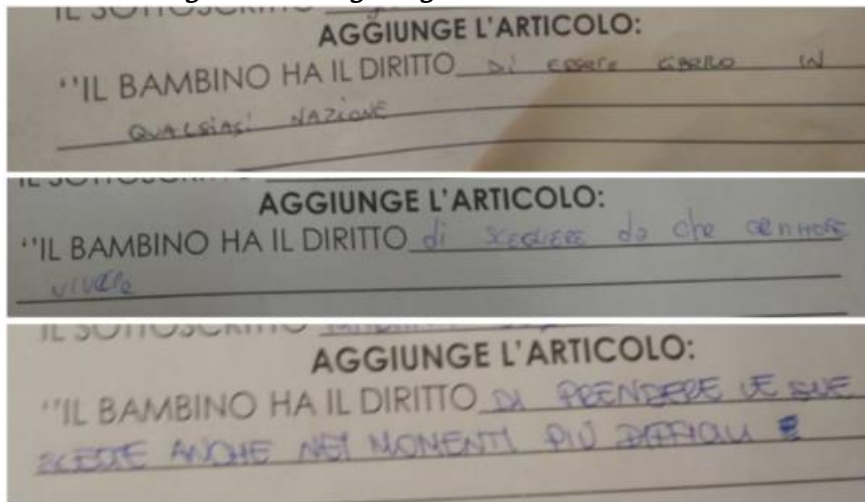 IL SOTTOSCRITTO
AGGIUNGE L'ARTICOLO:
''IL BAMBINO HA IL DIRITTO DI essere LIBERO IN
QUALSIASI NAZIONE
IL SOTTOSCRITTO
AGGIUNGE L'ARTICOLO:
''IL BAMBINO HA IL DIRITTO di SCEGLIERE da che GENITORE
vivere
IL SOTTOSCRITTO
AGGIUNGE L'ARTICOLO:
''IL BAMBINO HA IL DIRITTO DI PRENDERE LE SUE
SCELTE ANCHE NEI MOMENTI PIÙ DIFFICILI